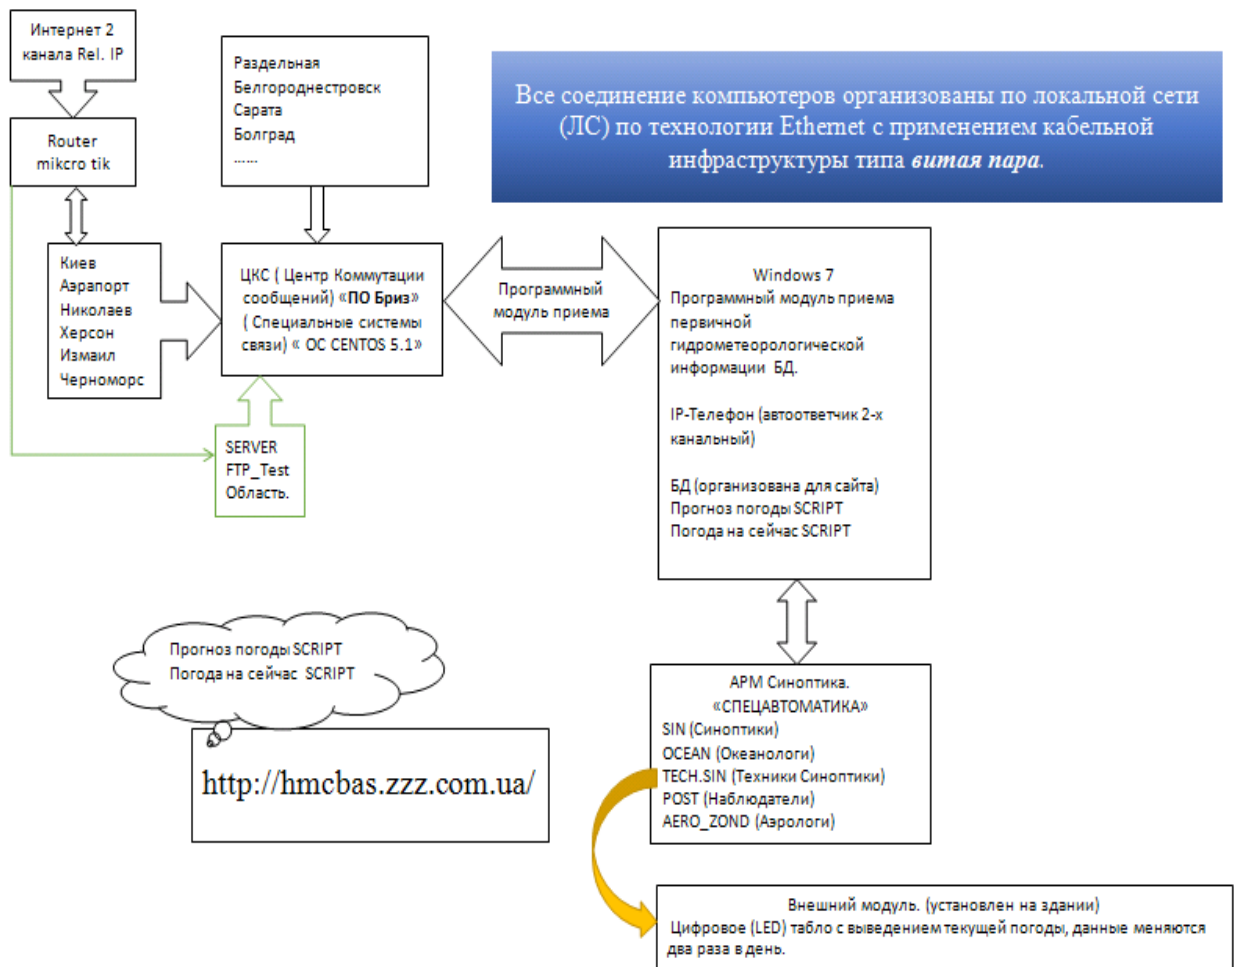 Интернет 2
канала Rel. IP
Router
mikcro tik
Раздельная
Белгороднестровск
Сарата
Болград
......
Все соединение компьютеров организованы по локальной сети
(ЛС) по технологии Ethernet с применением кабельной
инфраструктуры типа витая пара.
Киев
Аэрапорт
Николаев
Херсон
Измаил
Черноморс
ЦКС ( Центр Коммутации
сообщений) «ПО Бриз»
( Специальные системы
связи) « ОС CENTOS 5.1»
Программный
модуль приема
Windows 7
Программный модуль приема
первичной
гидрометеорологической
информации БД.
IP-Телефон (автоответчик 2-х
канальный)
БД (организована для сайта)
Прогноз погоды SCRIPT
Погода на сейчас SCRIPT
SERVER
FTP_Test
Область.
Прогноз погоды SCRIPT
Погода на сейчас SCRIPT
http://hmcbas.zzz.com.ua/
АРМ Синоптика.
«СПЕЦАВТОМАТИКА»
SIN (Синоптики)
OCEAN (Океанологи)
TECH.SIN (Техники Синоптики)
POST (Наблюдатели)
AERO_ZOND (Аэрологи)
Внешний модуль. (установлен на здании)
Цифровое (LED) табло с выведением текущей погоды, данные меняются
два раза в день.